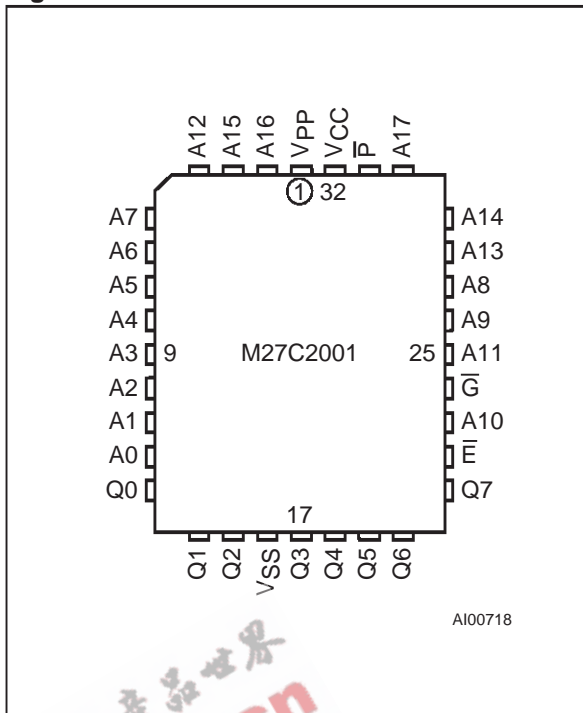 A12 A15 A16 VPP VCC P̅ A17
1 32
A7 A14
A6 A13
A5 A8
A4 A9
A3 9 M27C2001 25 A11
A2 G̅
A1 A10
A0 E̅
Q0 Q7
17
Q1 Q2 VSS Q3 Q4 Q5 Q6
AI00718